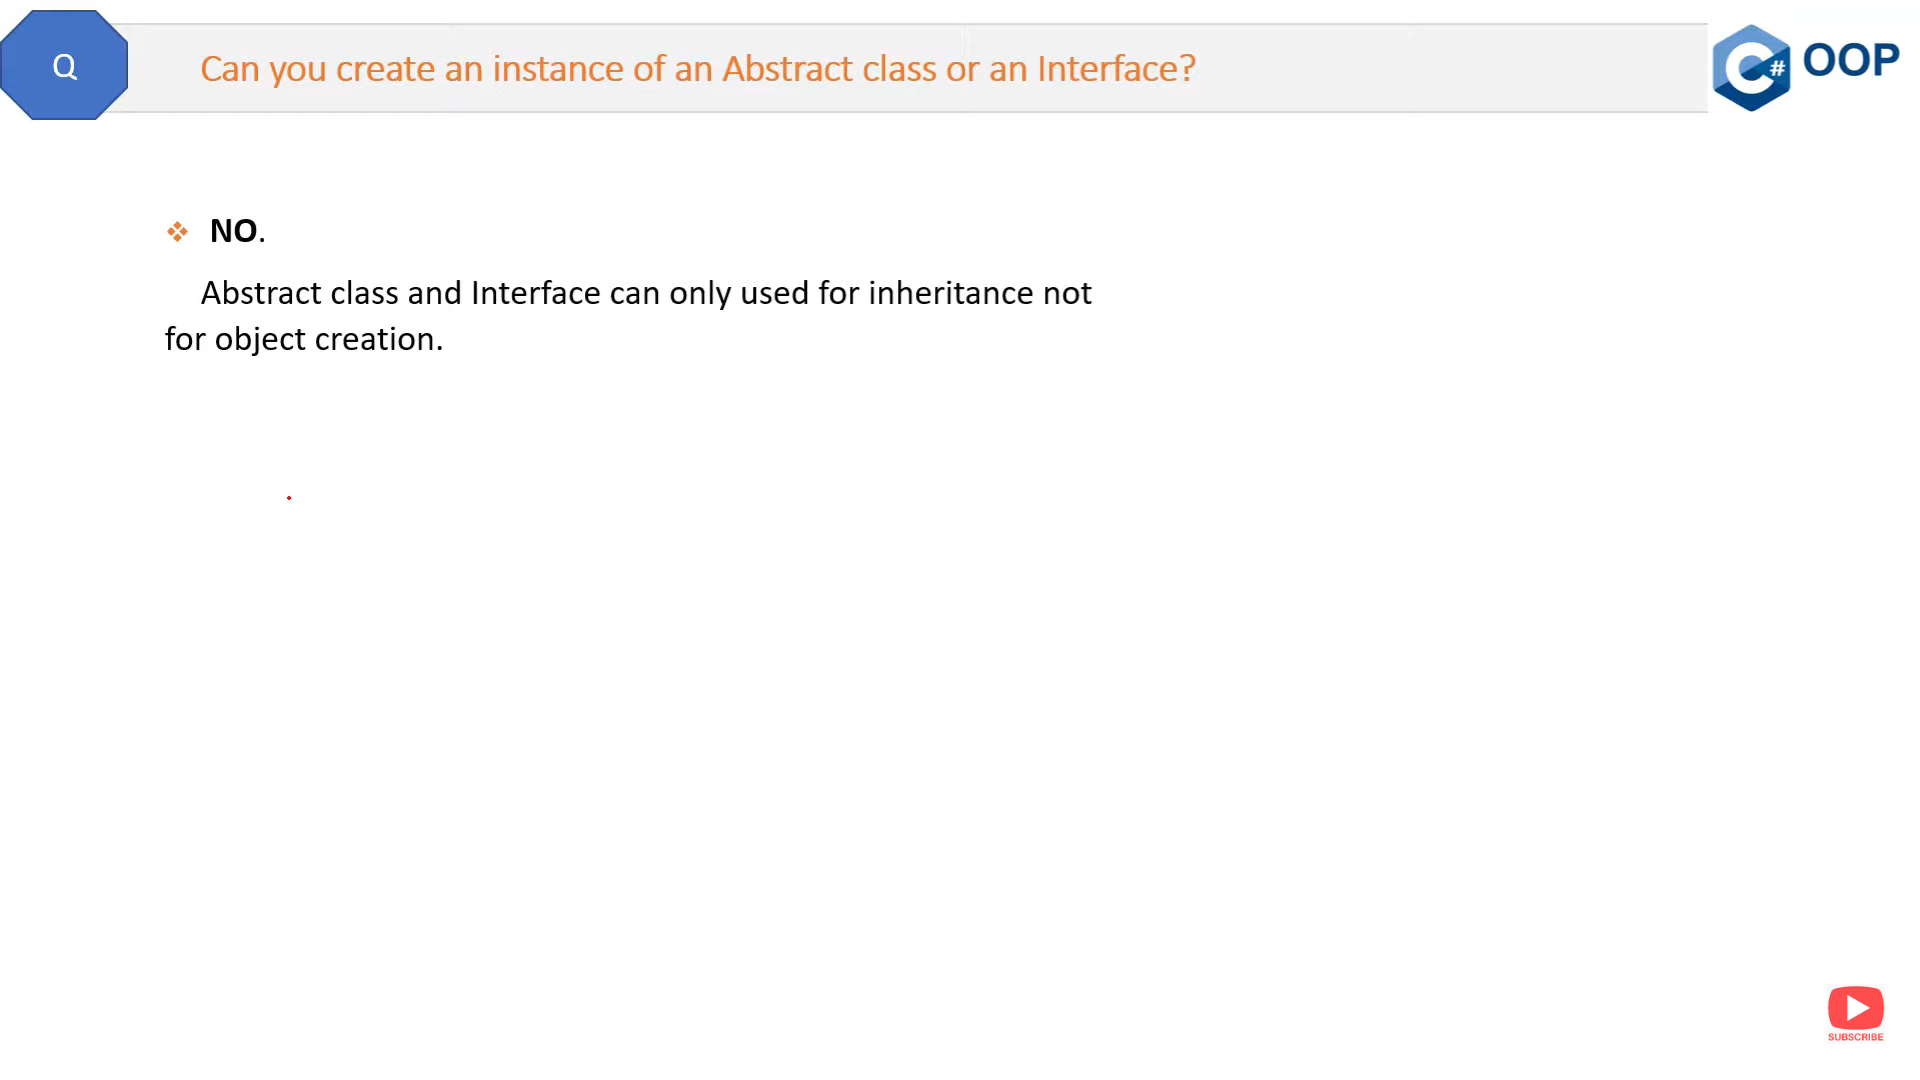 Q
Can you create an instance of an Abstract class or an Interface?
C# OOP
NO.
Abstract class and Interface can only used for inheritance not
for object creation.
SUBSCRIBE